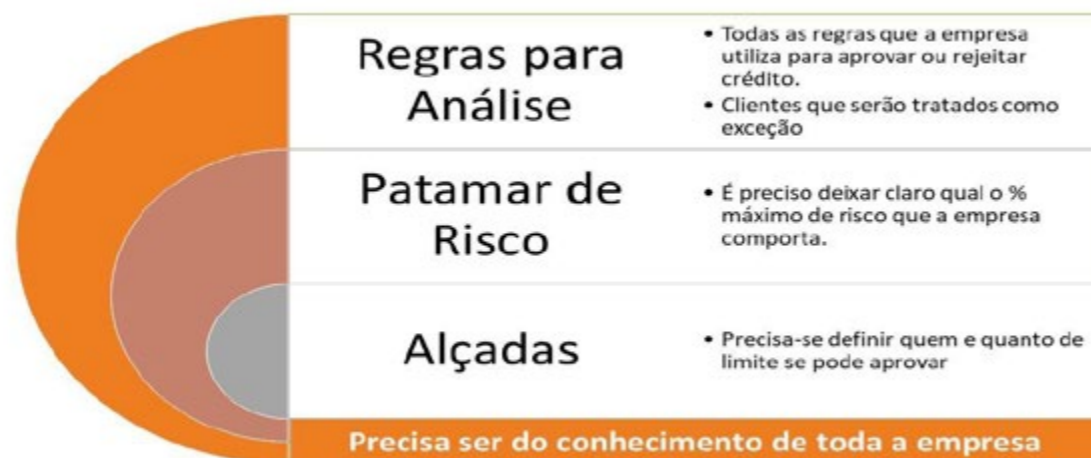 Regras para
Análise
• Todas as regras que a empresa
utiliza para aprovar ou rejeitar
crédito.
• Clientes que serão tratados como
exceção
Patamar de
Risco
• É preciso deixar claro qual o %
máximo de risco que a empresa
comporta.
Alçadas
• Precisa-se definir quem e quanto de
limite se pode aprovar
Precisa ser do conhecimento de toda a empresa